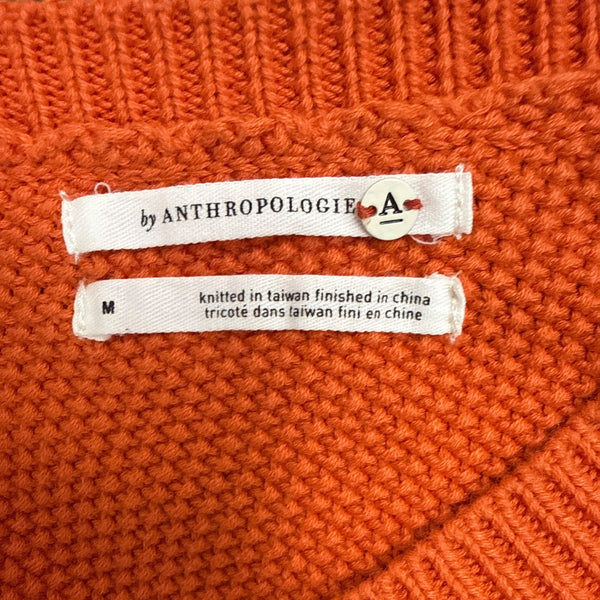 by ANTHROPOLOGIE A
M
knitted in taiwan finished in china
tricoté dans taiwan fini en chine